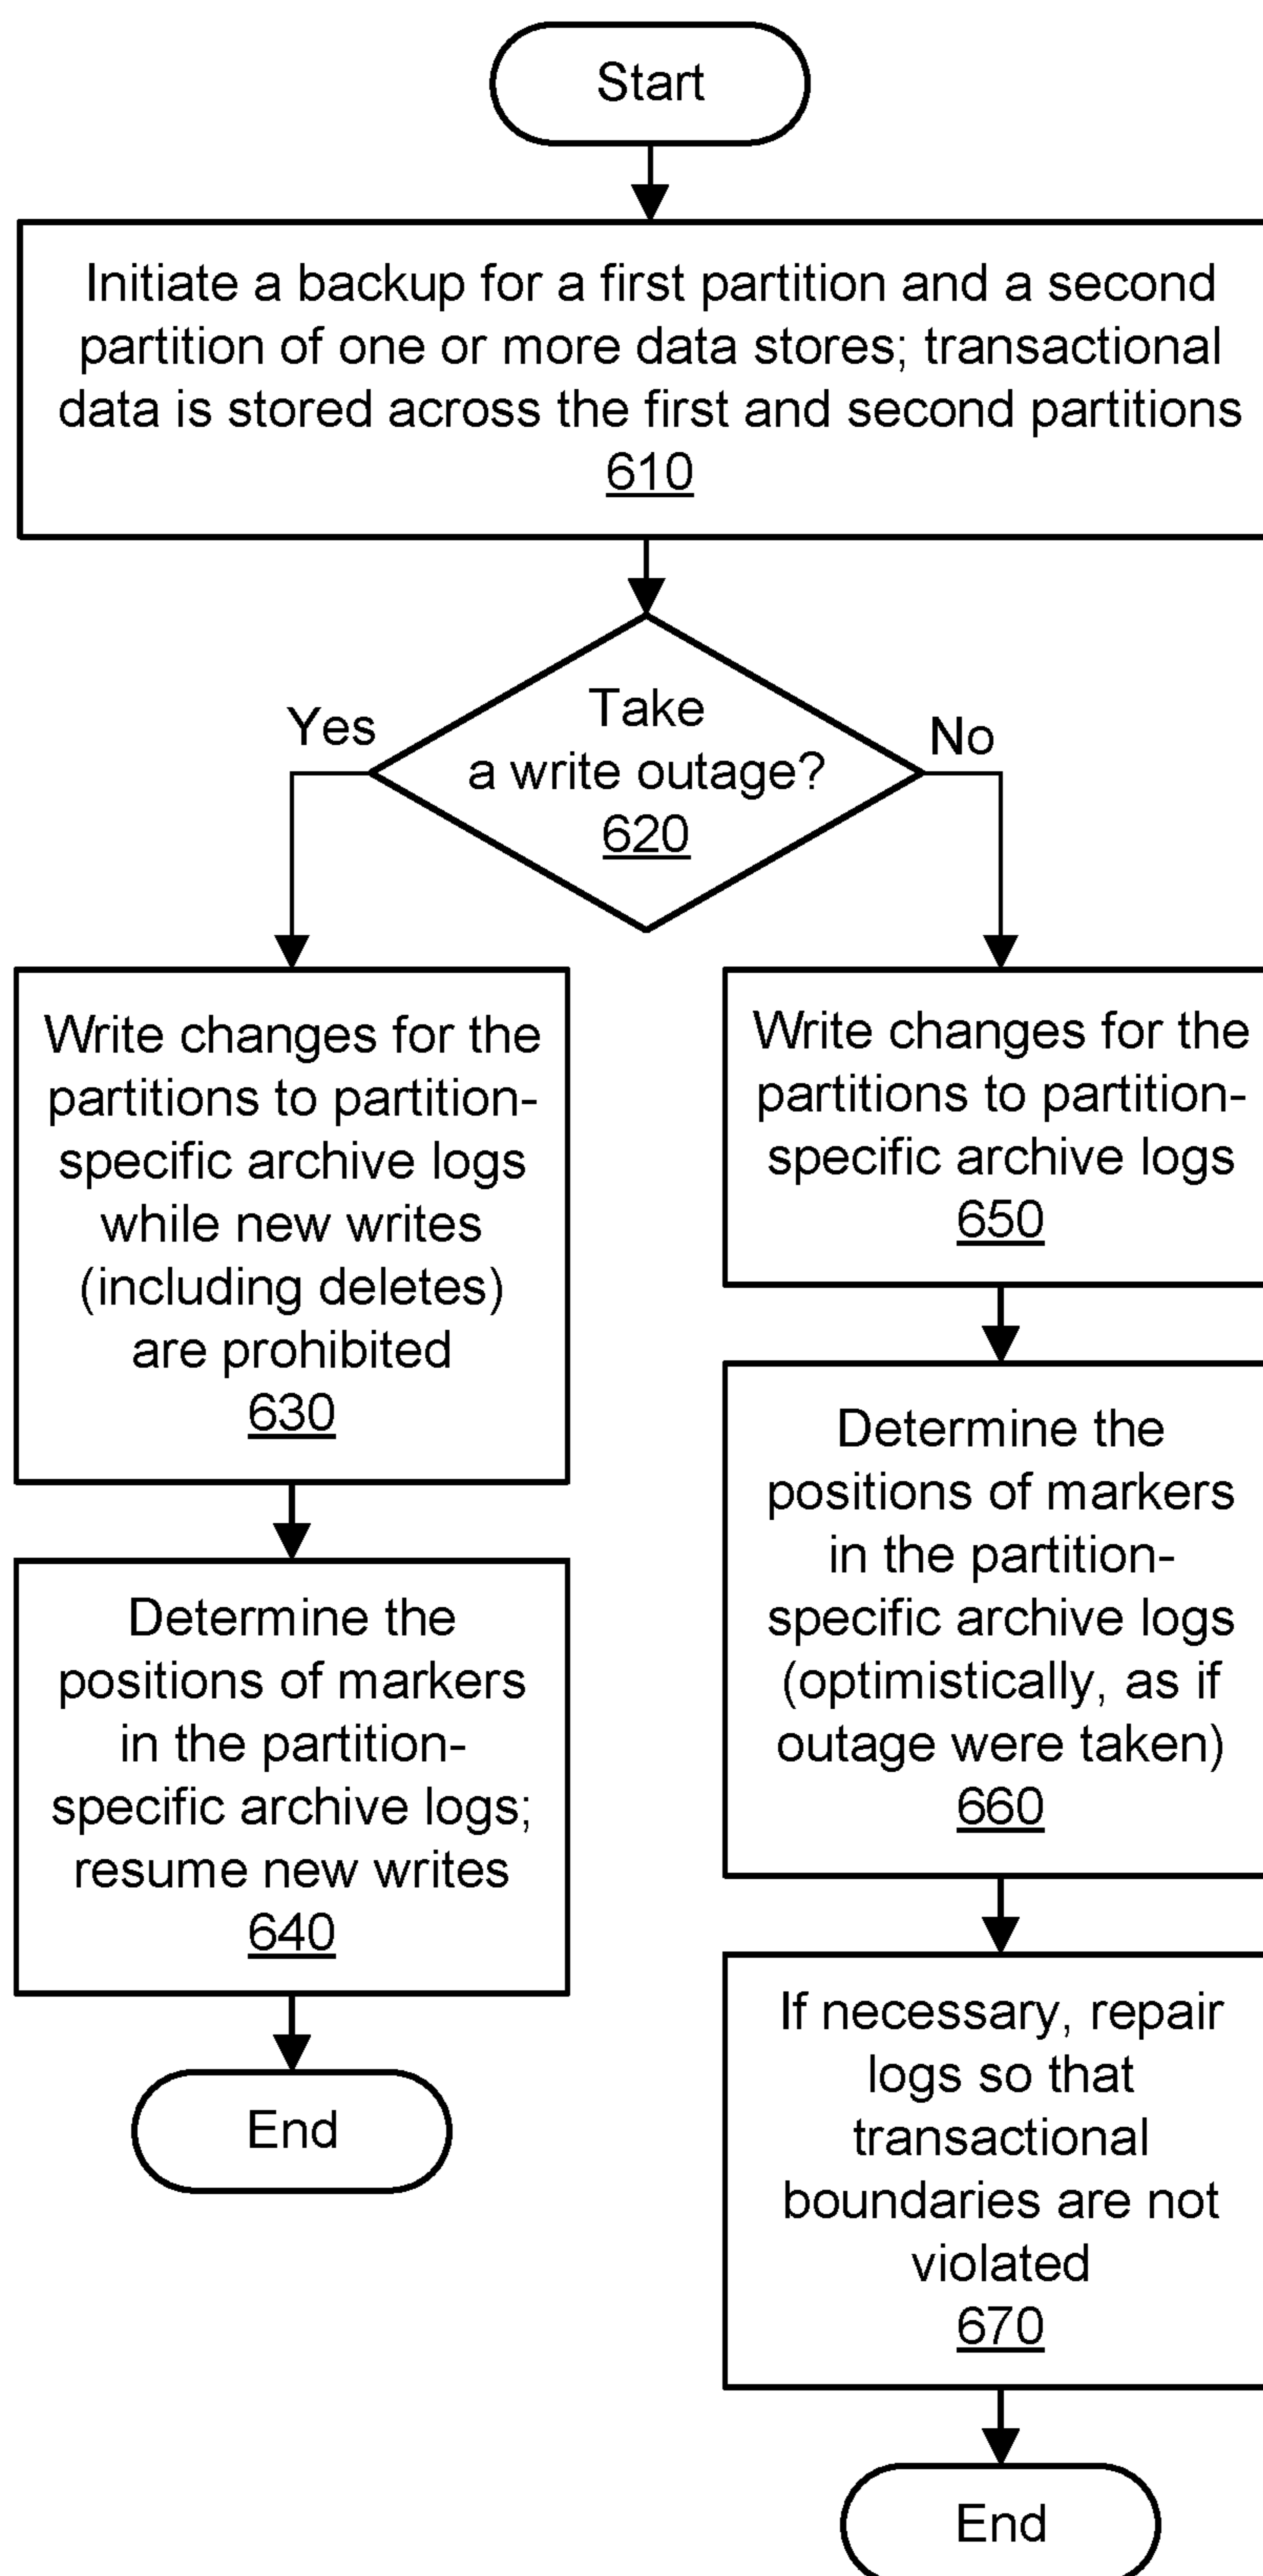 Start
Initiate a backup for a first partition and a second
partition of one or more data stores; transactional
data is stored across the first and second partitions
610
Take
a write outage?
620
Yes
No
Write changes for the
partitions to partition-
specific archive logs
while new writes
(including deletes)
are prohibited
630
Determine the
positions of markers
in the partition-
specific archive logs;
resume new writes
640
End
Write changes for the
partitions to partition-
specific archive logs
650
Determine the
positions of markers
in the partition-
specific archive logs
(optimistically, as if
outage were taken)
660
If necessary, repair
logs so that
transactional
boundaries are not
violated
670
End